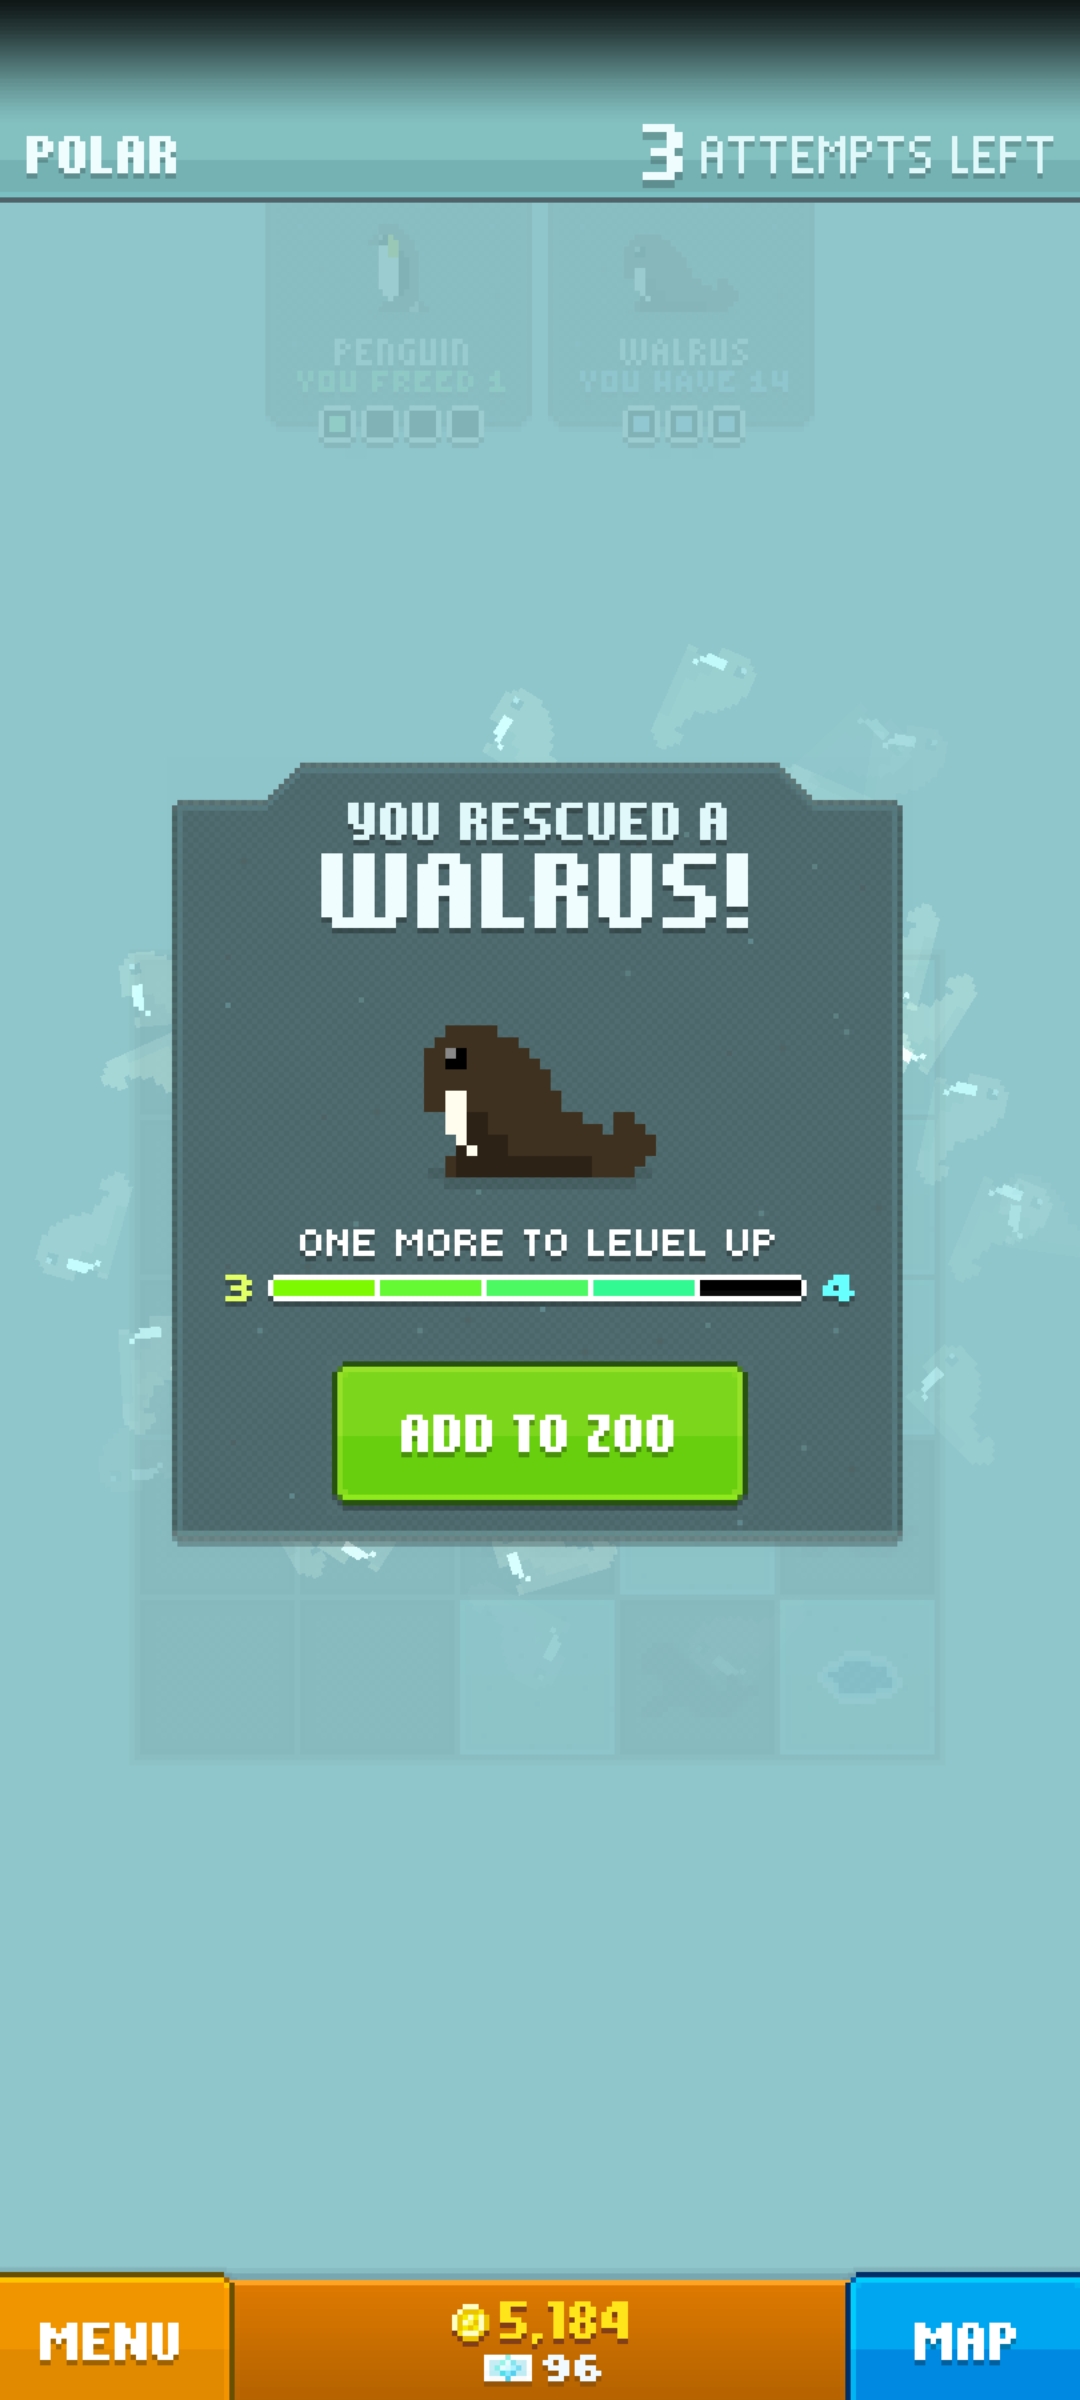 POLAR
3 ATTEMPTS LEFT
PENGUIN
YOU FREED 1
WALRUS
YOU HAVE 14
YOU RESCUED A
WALRUS!
ONE MORE TO LEVEL UP
3 4
ADD TO ZOO
MENU
5,184
96
MAP